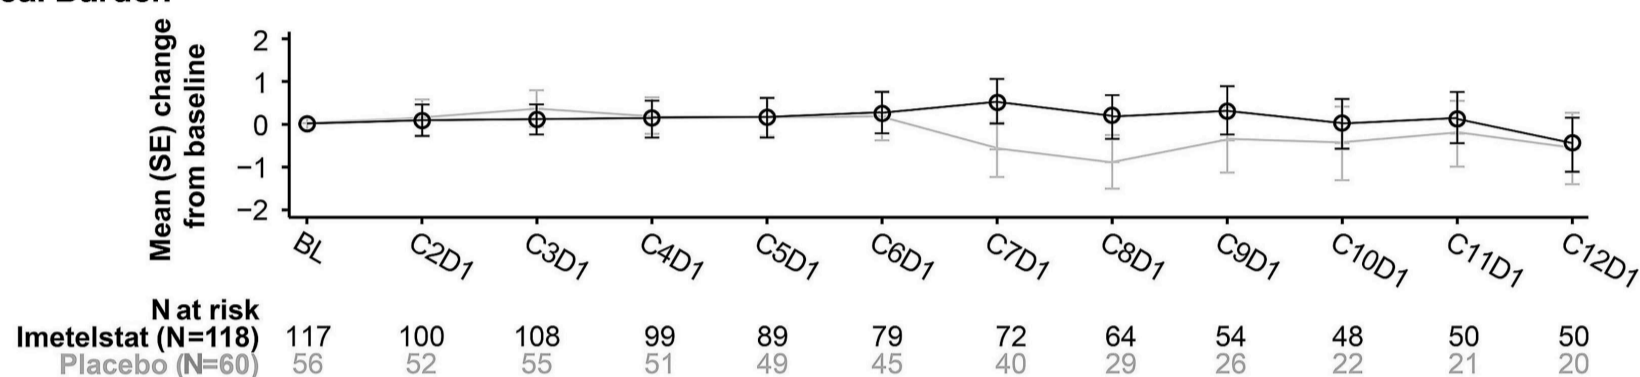 Mean (SE) change
from baseline
2
1
0
−1
−2
BL C2D1 C3D1 C4D1 C5D1 C6D1 C7D1 C8D1 C9D1 C10D1 C11D1 C12D1
N at risk
Imetelstat (N=118) 117 100 108 99 89 79 72 64 54 48 50 50
Placebo (N=60) 56 52 55 51 49 45 40 29 26 22 21 20